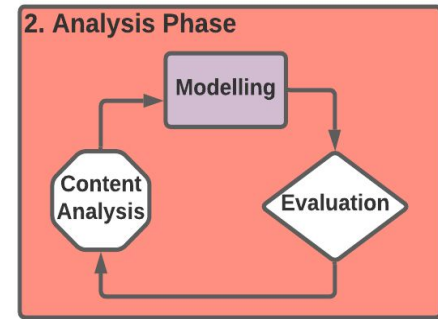 2. Analysis Phase
Modelling
Content
Analysis
Evaluation